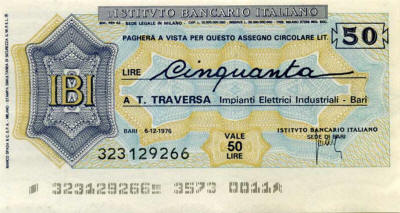 ISTITUTO BANCARIO ITALIANO
SEDE LEGALE IN MILANO
PAGHERÀ A VISTA PER QUESTO ASSEGNO CIRCOLARE LIT. 50
IBI
LIRE Cinquanta
A T. TRAVERSA Impianti Elettrici Industriali - Bari
BARI 6-12-1976
VALE
50
LIRE
ISTITUTO BANCARIO ITALIANO
SEDE DI BARI
323129266
323129266 3573 0011A